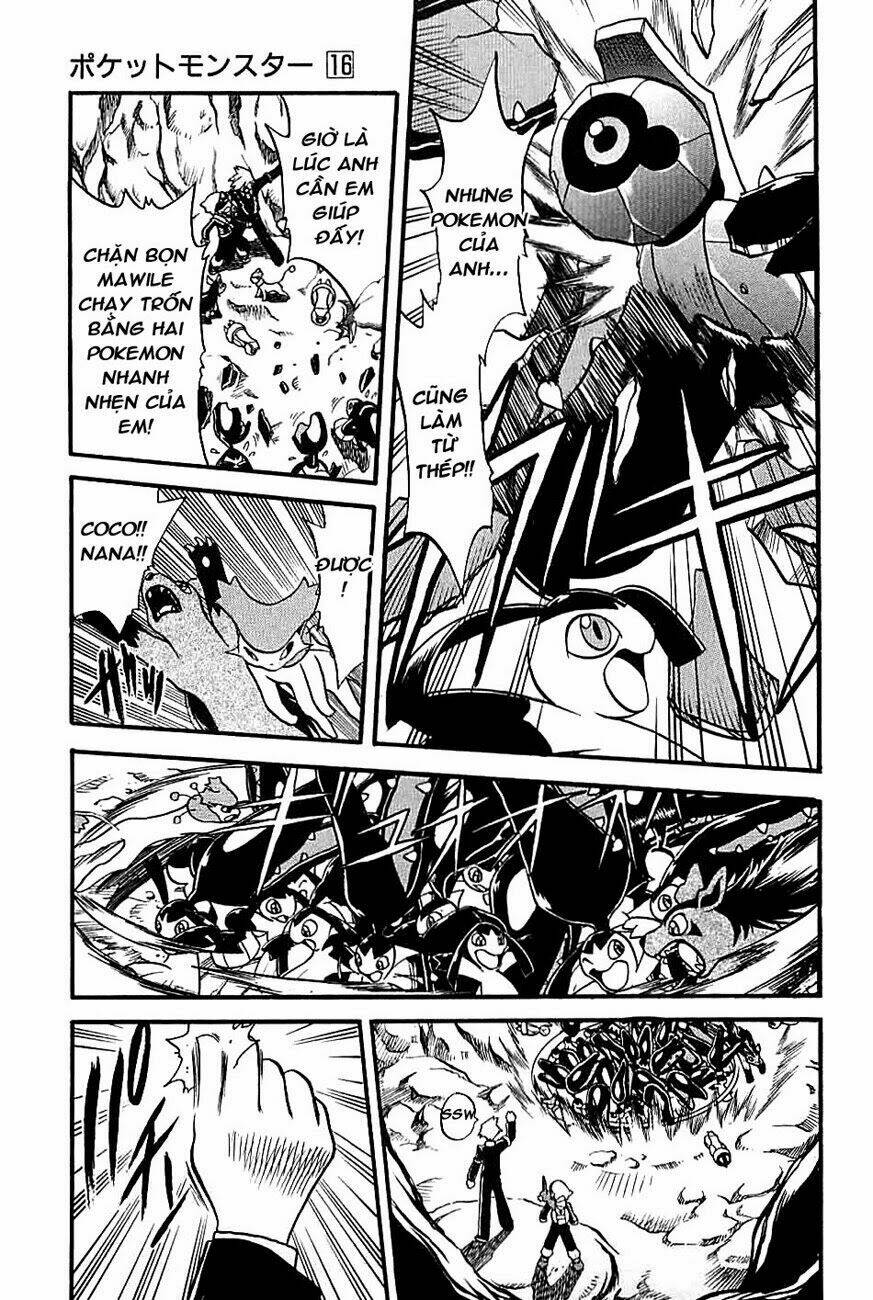 ポケットモンスター 16
NHƯNG
POKEMON
CỦA
ANH...
CŨNG
LÀM
TỪ
THÉP!!
GIỜ LÀ
LÚC ANH
CẦN EM
GIÚP
ĐẤY!
CHẶN BỌN
MAWILE
CHẠY TRỐN
BẰNG HAI
POKEMON
NHANH
NHẸN CỦA
EM!
ĐƯỢC
!
COCO!!
NANA!!
SSW